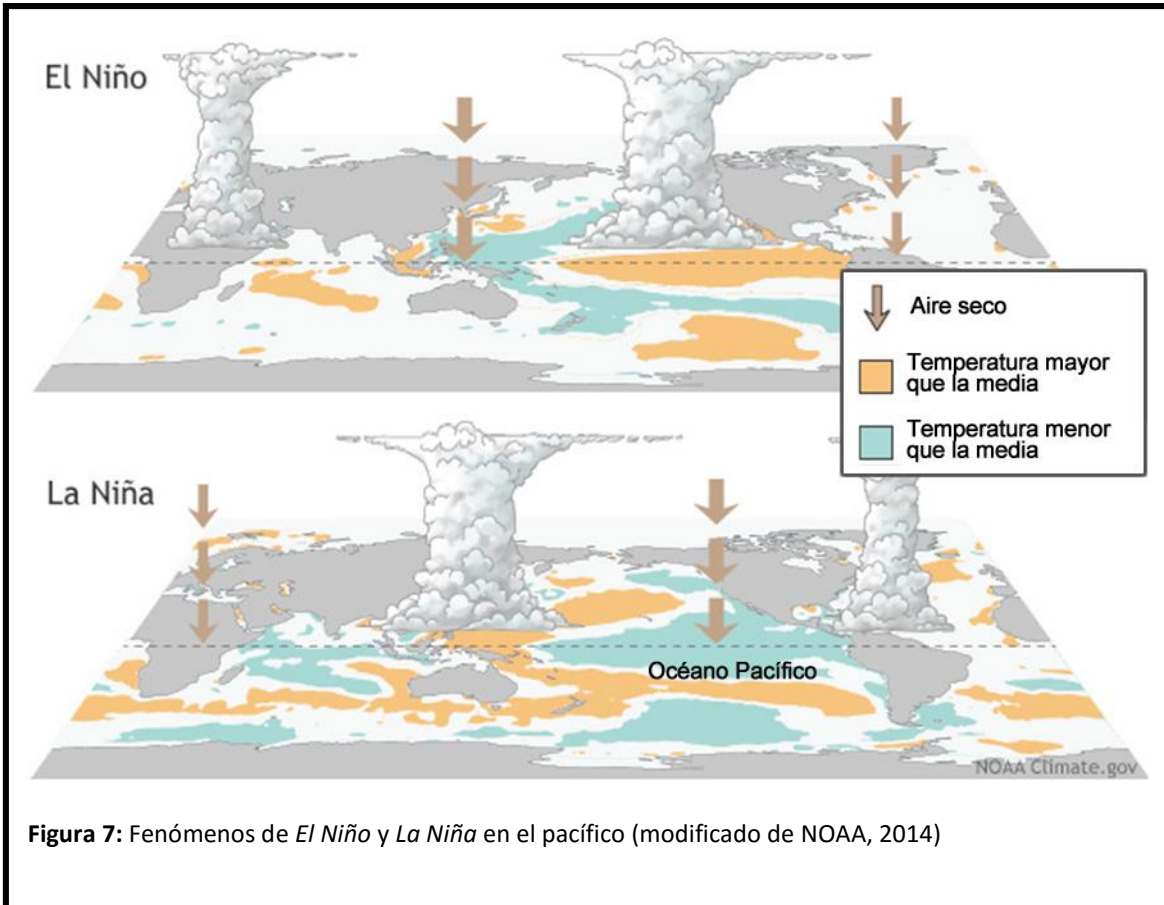 El Niño
Aire seco
Temperatura mayor
que la media
Temperatura menor
que la media
La Niña
Océano Pacífico
NOAA Climate.gov
Figura 7: Fenómenos de El Niño y La Niña en el pacífico (modificado de NOAA, 2014)